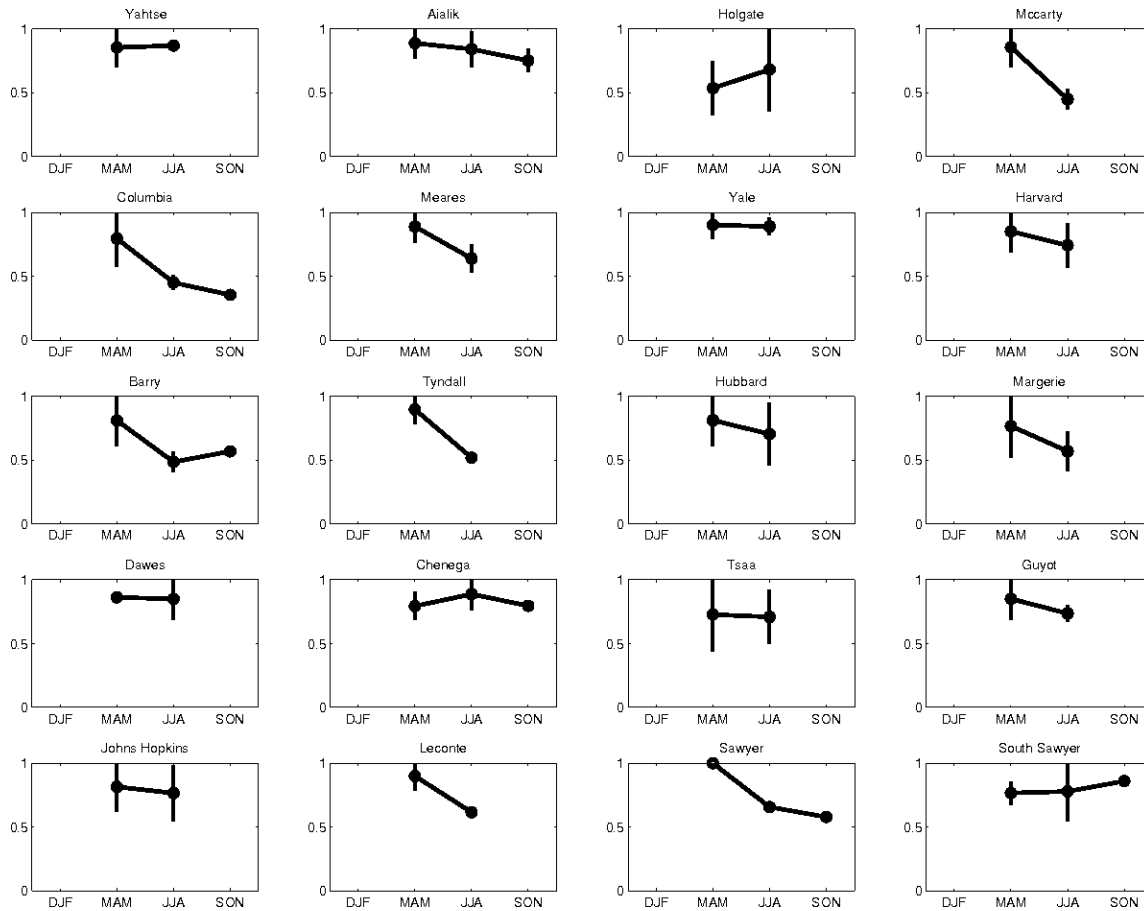 Yahtse Aialik Holgate Mccarty
1 1 1 1
0.5 0.5 0.5 0.5
0 0 0 0
DJF MAM JJA SON DJF MAM JJA SON DJF MAM JJA SON DJF MAM JJA SON
Columbia Meares Yale Harvard
1 1 1 1
0.5 0.5 0.5 0.5
0 0 0 0
DJF MAM JJA SON DJF MAM JJA SON DJF MAM JJA SON DJF MAM JJA SON
Barry Tyndall Hubbard Margerie
1 1 1 1
0.5 0.5 0.5 0.5
0 0 0 0
DJF MAM JJA SON DJF MAM JJA SON DJF MAM JJA SON DJF MAM JJA SON
Dawes Chenega Tsaa Guyot
1 1 1 1
0.5 0.5 0.5 0.5
0 0 0 0
DJF MAM JJA SON DJF MAM JJA SON DJF MAM JJA SON DJF MAM JJA SON
Johns Hopkins Leconte Sawyer South Sawyer
1 1 1 1
0.5 0.5 0.5 0.5
0 0 0 0
DJF MAM JJA SON DJF MAM JJA SON DJF MAM JJA SON DJF MAM JJA SON